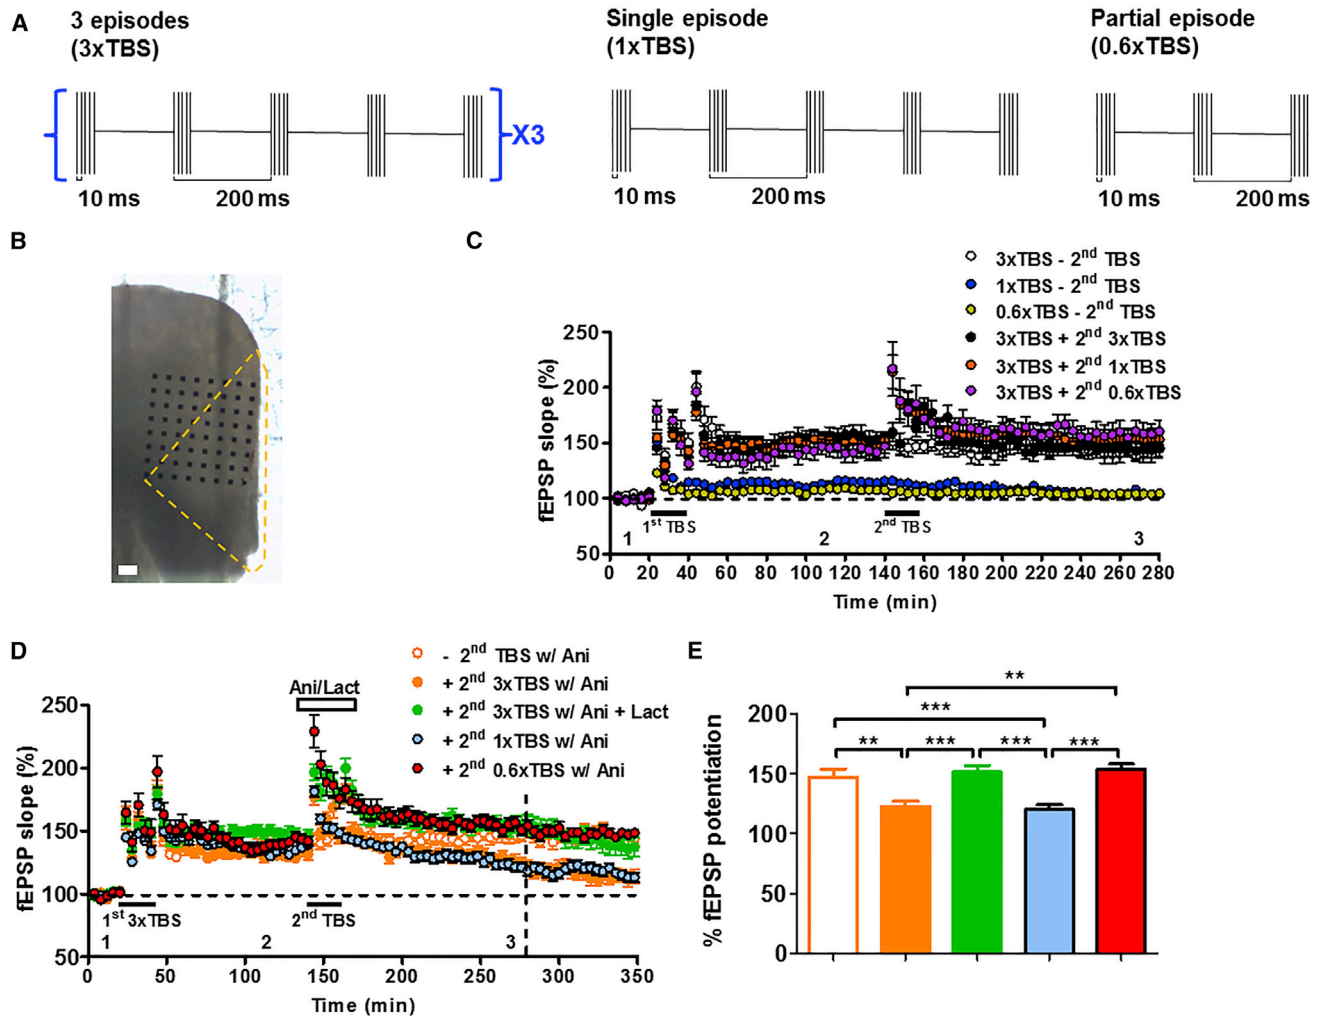 A
3 episodes
(3xTBS)
X3
10 ms
200 ms
Single episode
(1xTBS)
10 ms
200 ms
Partial episode
(0.6xTBS)
10 ms
200 ms
B
C
3xTBS - 2nd TBS
1xTBS - 2nd TBS
0.6xTBS - 2nd TBS
3xTBS + 2nd 3xTBS
3xTBS + 2nd 1xTBS
3xTBS + 2nd 0.6xTBS
fEPSP slope (%)
250
200
150
100
50
1st TBS
2nd TBS
1
2
3
0 20 40 60 80 100 120 140 160 180 200 220 240 260 280
Time (min)
D
- 2nd TBS w/ Ani
+ 2nd 3xTBS w/ Ani
+ 2nd 3xTBS w/ Ani + Lact
+ 2nd 1xTBS w/ Ani
+ 2nd 0.6xTBS w/ Ani
Ani/Lact
fEPSP slope (%)
250
200
150
100
50
1st 3xTBS
2nd TBS
1
2
3
0 50 100 150 200 250 300 350
Time (min)
E
% fEPSP potentiation
200
150
100
50
0
**
***
** *** *** ***